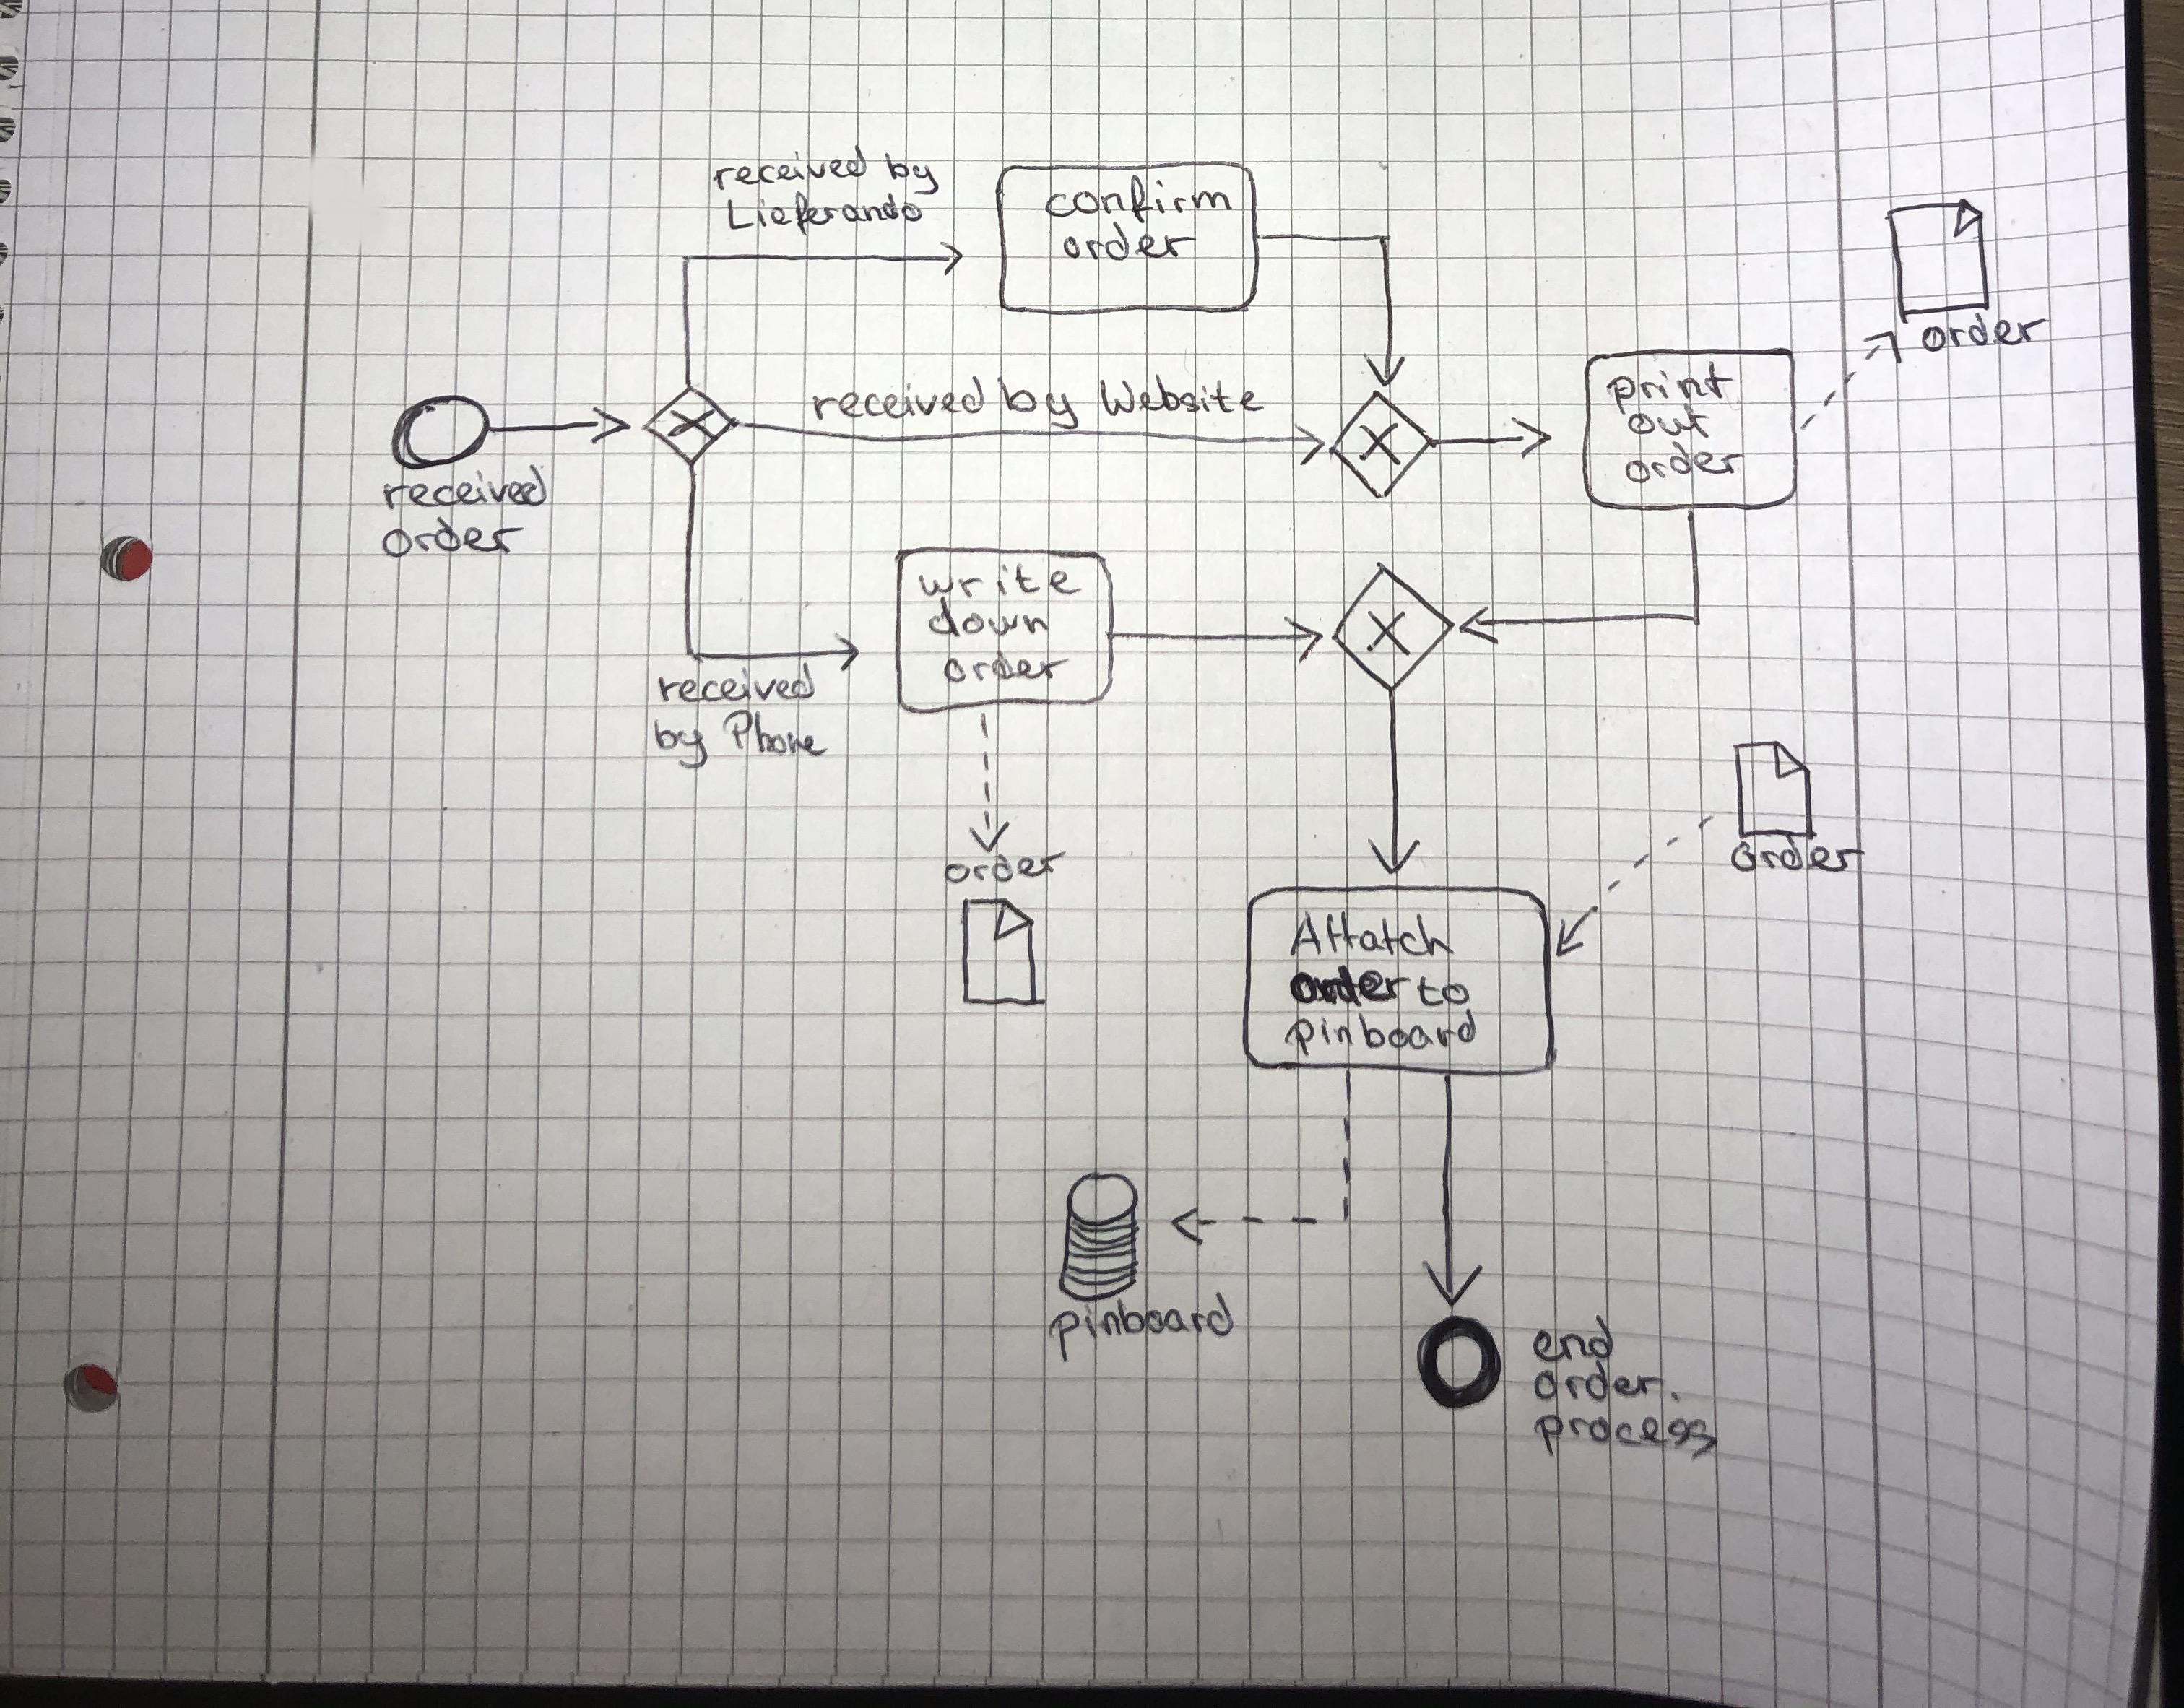 received by
Lieferando
confirm
order
order
received by Website
print
out
order
received
order
write
down
order
received
by Phone
order
order
Attatch
order to
pinboard
pinboard
end
order.
process